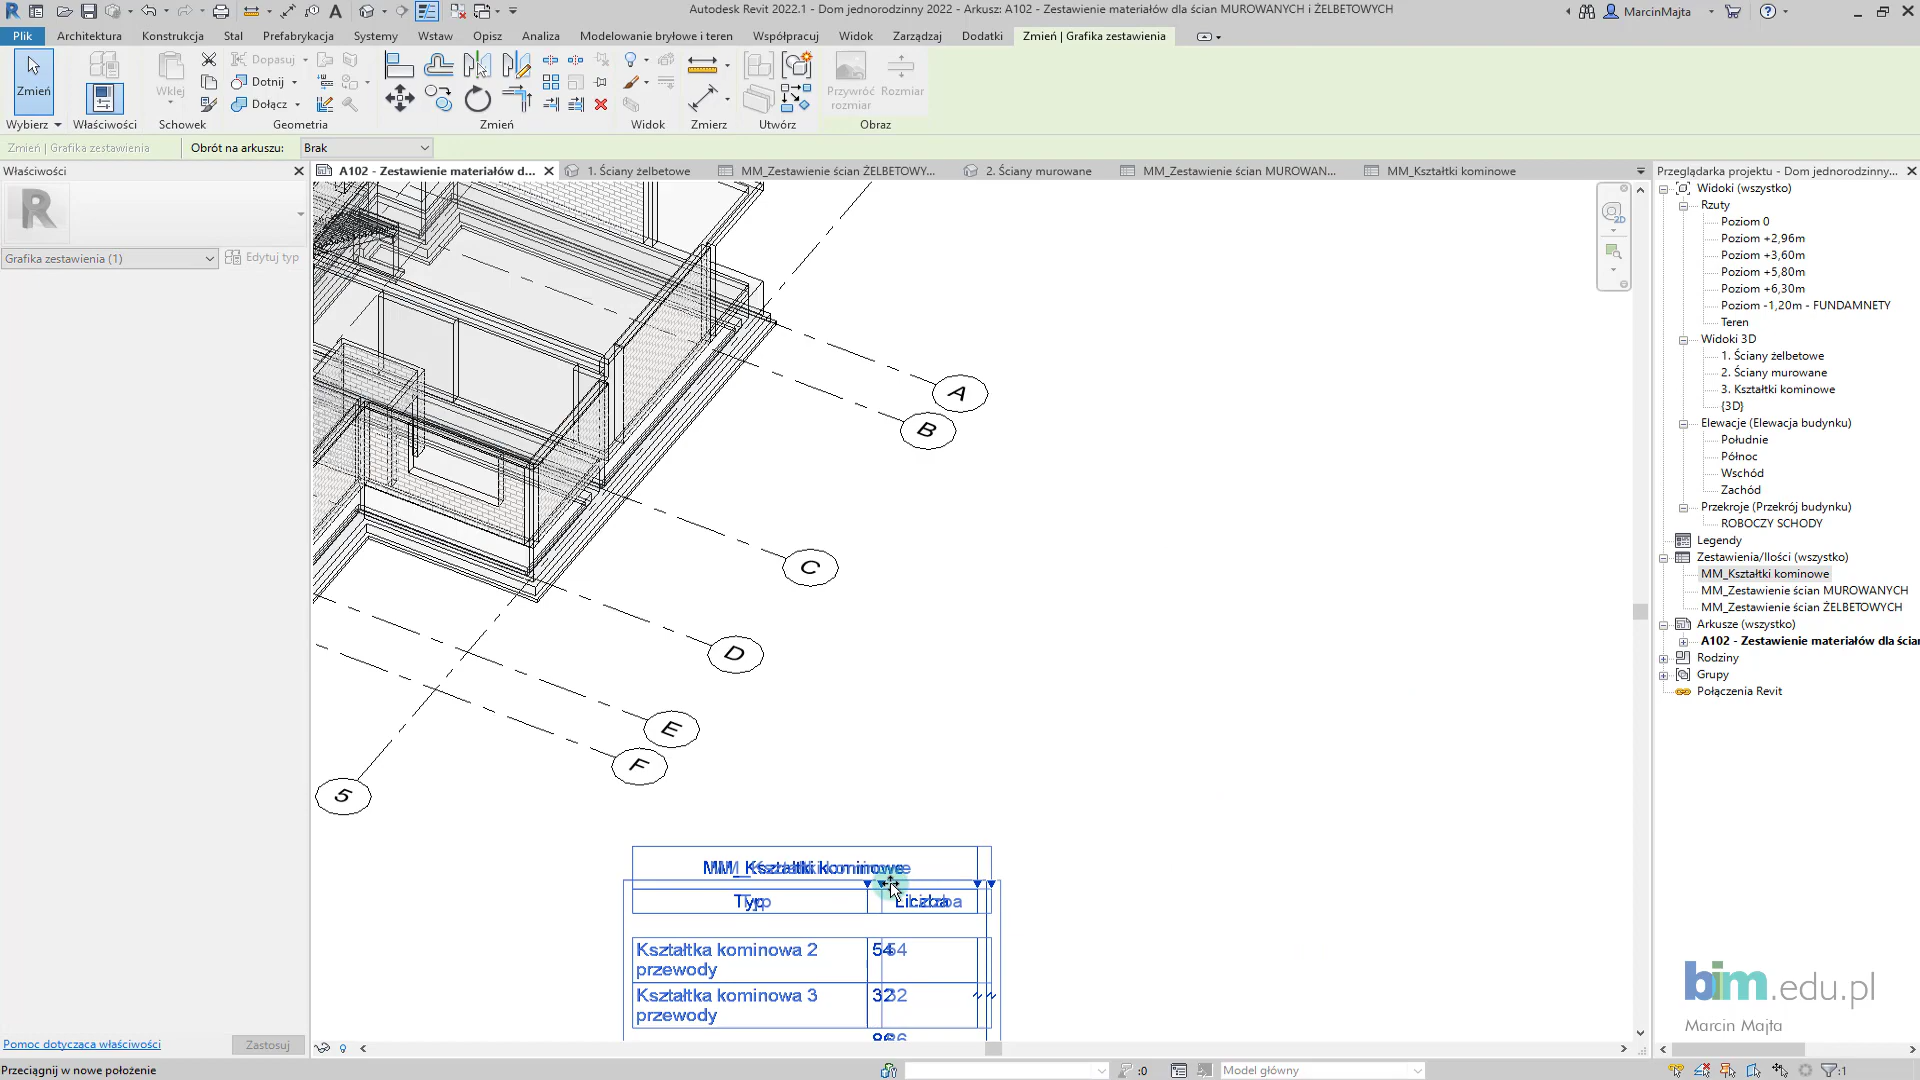 Autodesk Revit 2022.1 - Dom jednorodzinny 2022 - Arkusz: A102 - Zestawienie materiałów dla ścian MUROWANYCH i ŻELBETOWYCH
MarcinMajta
Plik Architektura Konstrukcja Stal Prefabrykacja Systemy Wstaw Opisz Analiza Modelowanie bryłowe i teren Współpracuj Widok Zarządzaj Dodatki Zmień | Grafika zestawienia
Zmień
Wklej
Dopasuj
Dotnij
Dołącz
Przywróć rozmiar
Rozmiar
Wybierz Właściwości Schowek Geometria Zmień Widok Zmierz Utwórz Obraz
Zmień | Grafika zestawienia
Obrót na arkuszu: Brak
Właściwości
Grafika zestawienia (1)
Edytuj typ
Pomoc dotycząca właściwości
Zastosuj
Przeciągnij w nowe położenie
A102 - Zestawienie materiałów d...
1. Ściany żelbetowe
MM_Zestawienie ścian ŻELBETOWY...
2. Ściany murowane
MM_Zestawienie ścian MUROWAN...
MM_Kształtki kominowe
A
B
C
D
E
F
5
MM_Kształtki kominowe
Typ Liczba
Kształtka kominowa 2 przewody 54
Kształtka kominowa 3 przewody 32
86
Przeglądarka projektu - Dom jednorodzinny...
Widoki (wszystko)
Rzuty
Poziom 0
Poziom +2,96m
Poziom +3,60m
Poziom +5,80m
Poziom +6,30m
Poziom -1,20m - FUNDAMNETY
Teren
Widoki 3D
1. Ściany żelbetowe
2. Ściany murowane
3. Kształtki kominowe
{3D}
Elewacje (Elewacja budynku)
Południe
Północ
Wschód
Zachód
Przekroje (Przekrój budynku)
ROBOCZY SCHODY
Legendy
Zestawienia/Ilości (wszystko)
MM_Kształtki kominowe
MM_Zestawienie ścian MUROWANYCH
MM_Zestawienie ścian ŻELBETOWYCH
Arkusze (wszystko)
A102 - Zestawienie materiałów dla ścian
Rodziny
Grupy
Połączenia Revit
bim.edu.pl
Marcin Majta
:0
Model główny
:1